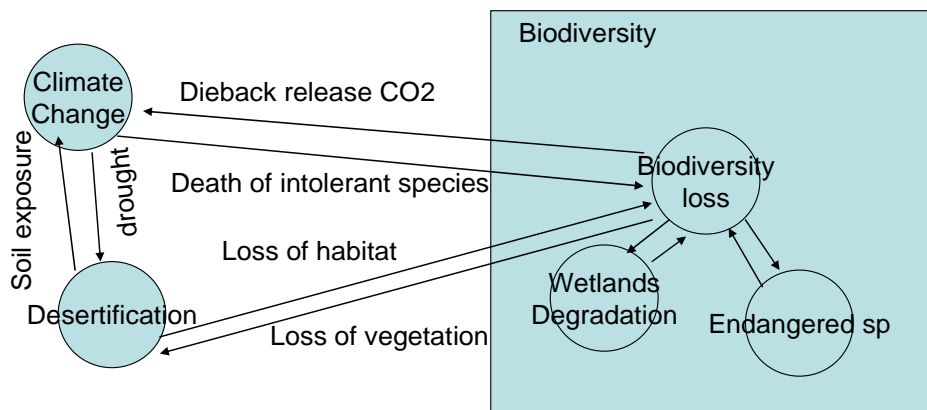 Biodiversity
Climate
Change
Dieback release CO2
Biodiversity
loss
Death of intolerant species
Soil exposure
drought
Loss of habitat
Wetlands
Degradation
Desertification
Endangered sp
Loss of vegetation